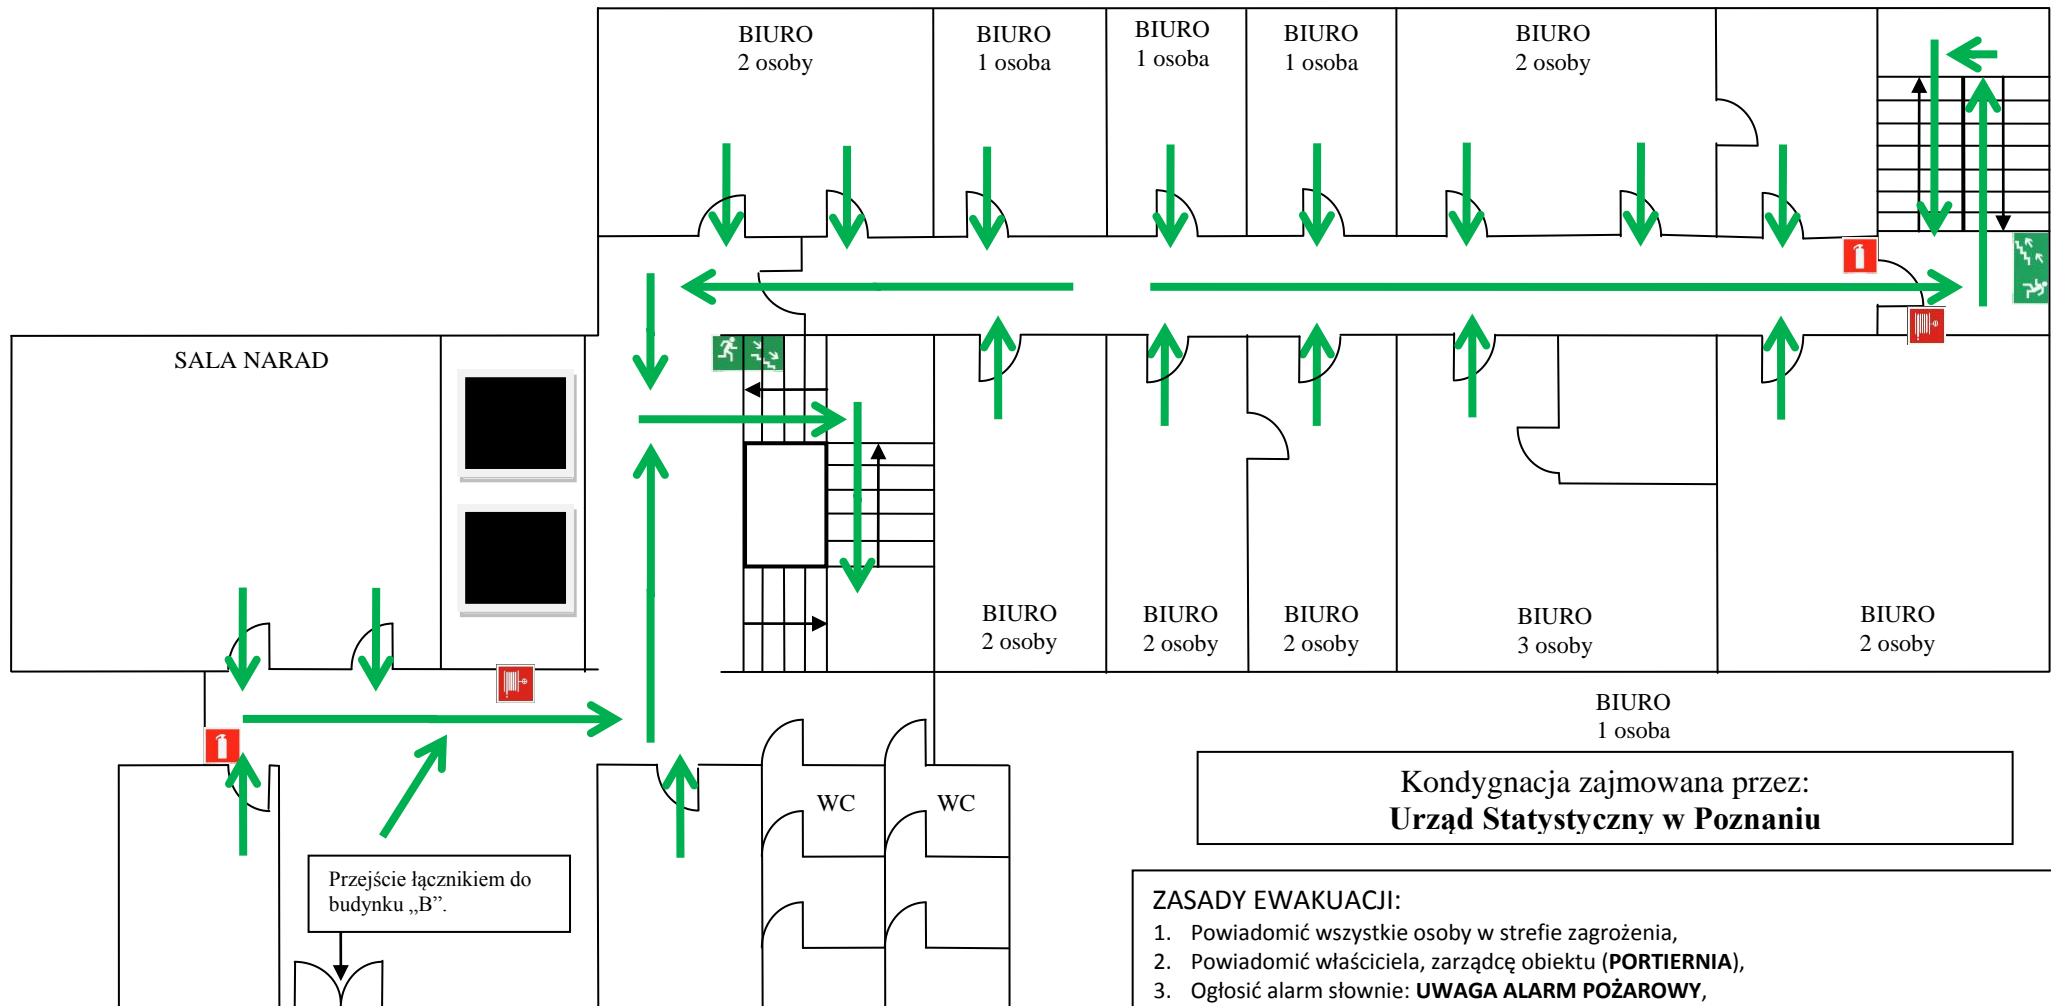 BIURO
2 osoby
BIURO
1 osoba
BIURO
1 osoba
BIURO
1 osoba
BIURO
2 osoby
SALA NARAD
BIURO
2 osoby
BIURO
2 osoby
BIURO
2 osoby
BIURO
3 osoby
BIURO
2 osoby
BIURO
1 osoba
WC
WC
Kondygnacja zajmowana przez:
Urząd Statystyczny w Poznaniu
Przejście łącznikiem do
budynku „B”.
ZASADY EWAKUACJI:
1. Powiadomić wszystkie osoby w strefie zagrożenia,
2. Powiadomić właściciela, zarządcę obiektu (PORTIERNIA),
3. Ogłosić alarm słownie: UWAGA ALARM POŻAROWY,